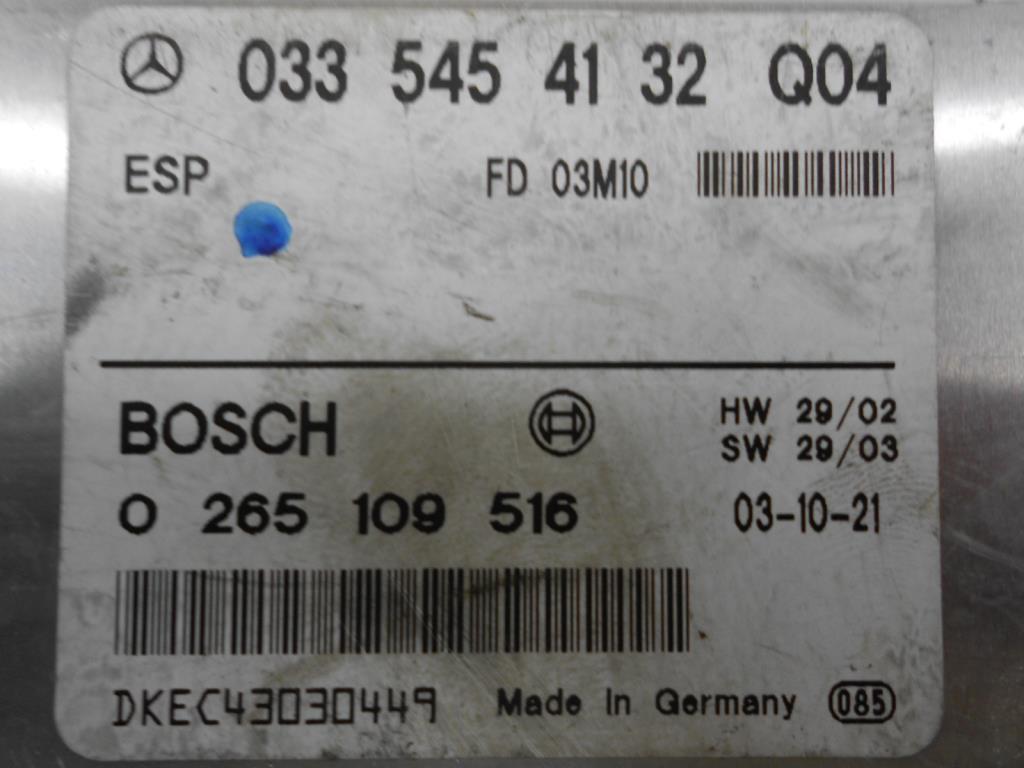 033 545 41 32 Q04
ESP FD 03M10
BOSCH HW 29/02
SW 29/03
0 265 109 516 03-10-21
DKEC43030449 Made In Germany 085